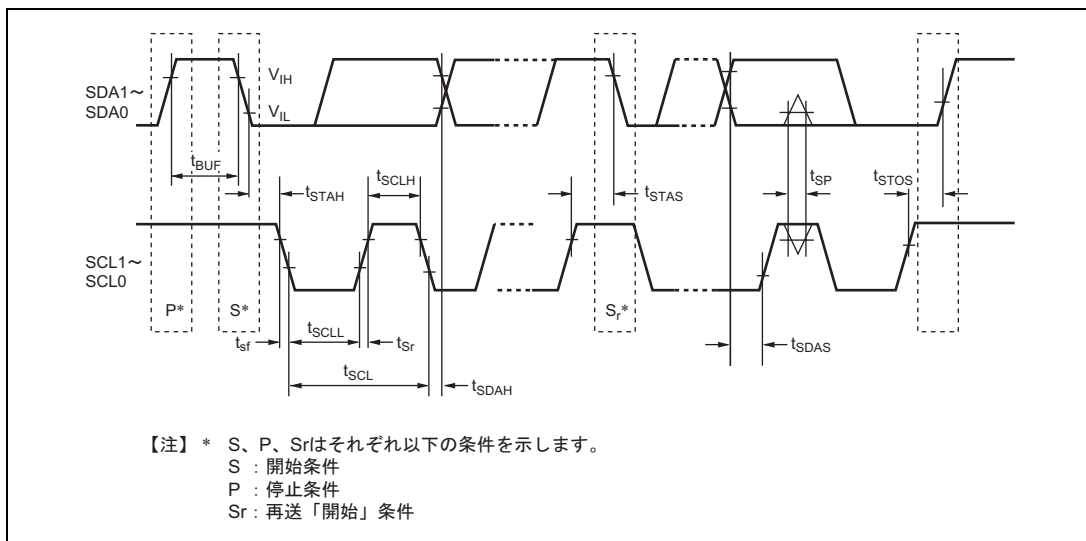 SDA1～
SDA0
V_IH
V_IL
t_BUF
t_STAH
t_SCLH
t_STAS
t_SP
t_STOS
SCL1～
SCL0
P*
S*
S_r*
t_sf
t_SCLL
t_Sr
t_SCL
t_SDAH
t_SDAS
【注】 * S、P、Srはそれぞれ以下の条件を示します。
S ：開始条件
P ：停止条件
Sr：再送「開始」条件